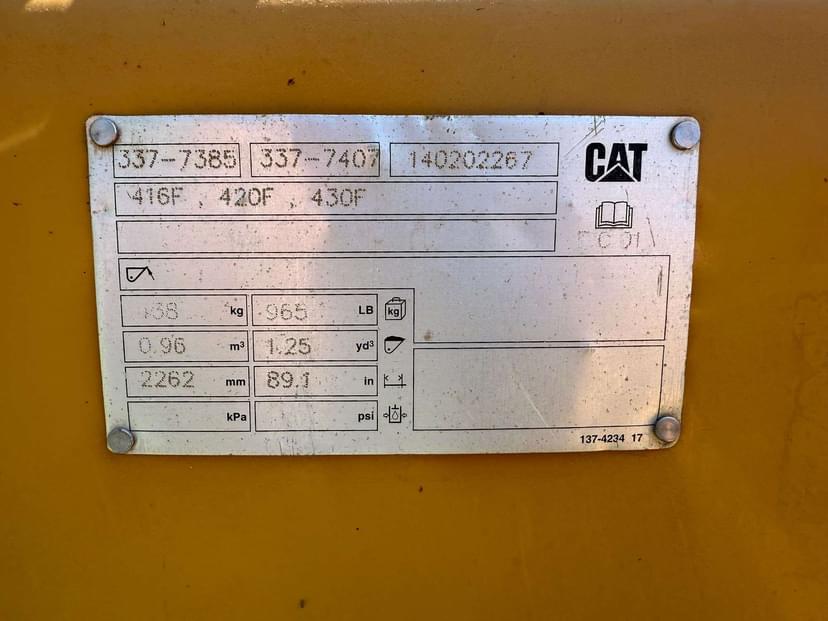 337-7385 337-7407 140202267 CAT
416F , 420F , 430F
kg 965 LB kg
0.96 m³ 1.25 yd³
2262 mm 89.1 in
kPa psi
137-4234 17